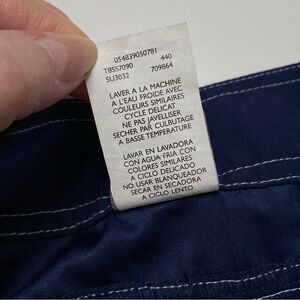 054839050781
TBSS7090 440
SU3032 709864
LAVER A LA MACHINE
A L'EAU FROIDE AVEC
COULEURS SIMILAIRES
CYCLE DELICAT
NE PAS JAVELLISER
SECHER PAR CULBUTAGE
A BASSE TEMPERATURE
LAVAR EN LAVADORA
CON AGUA FRIA CON
COLORES SIMILARES
A CICLO DELICADO
NO USAR BLANQUEADOR
SECAR EN SECADORA
A CICLO LENTO